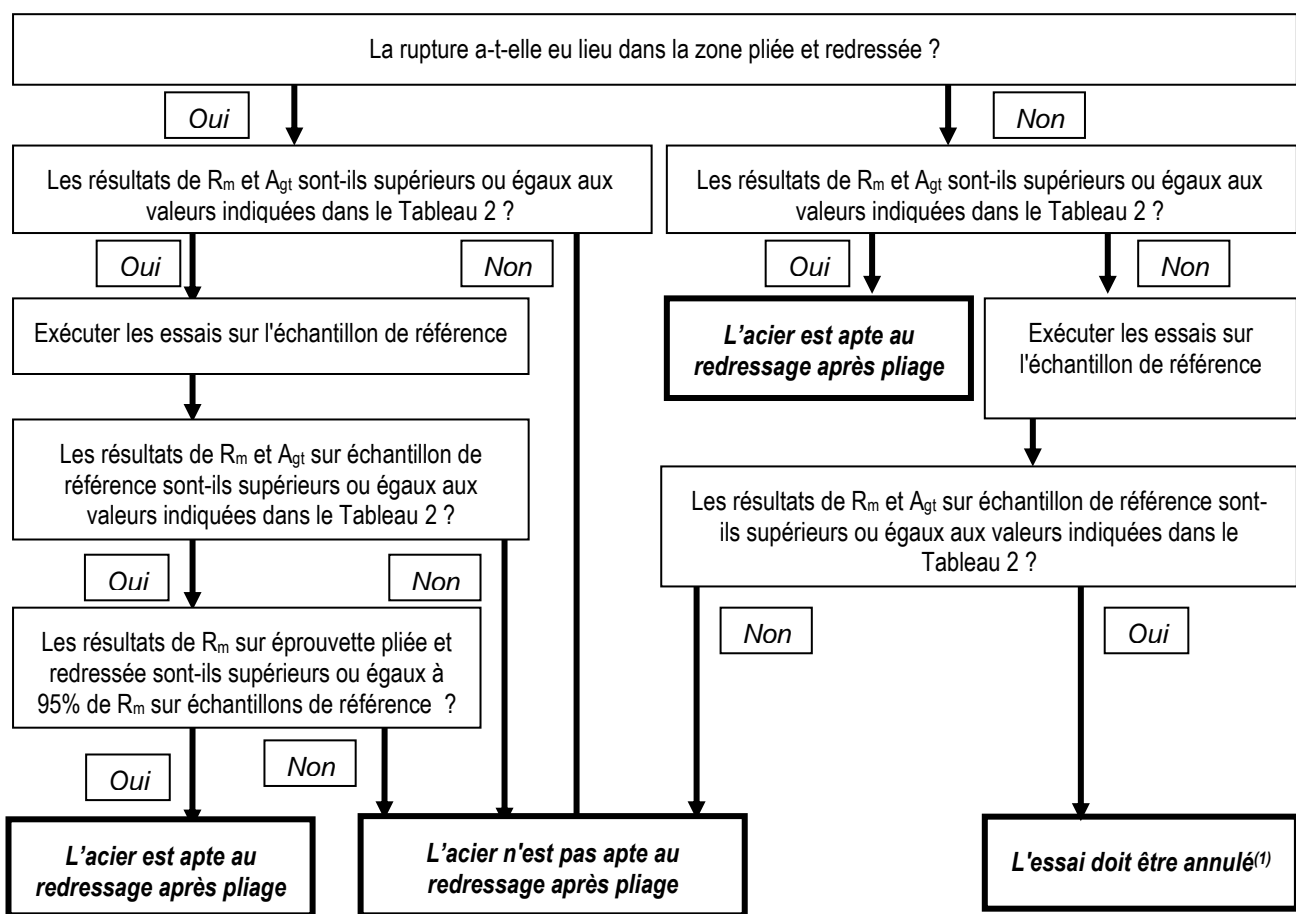 La rupture a-t-elle eu lieu dans la zone pliée et redressée ?
Oui
Non
Les résultats de Rm et Agt sont-ils supérieurs ou égaux aux
valeurs indiquées dans le Tableau 2 ?
Les résultats de Rm et Agt sont-ils supérieurs ou égaux aux
valeurs indiquées dans le Tableau 2 ?
Oui
Non
Oui
Non
Exécuter les essais sur l'échantillon de référence
L'acier est apte au
redressage après pliage
Exécuter les essais sur
l'échantillon de référence
Les résultats de Rm et Agt sur échantillon de
référence sont-ils supérieurs ou égaux aux
valeurs indiquées dans le Tableau 2 ?
Les résultats de Rm et Agt sur échantillon de référence sont-
ils supérieurs ou égaux aux valeurs indiquées dans le
Tableau 2 ?
Oui
Non
Non
Oui
Les résultats de Rm sur éprouvette pliée et
redressée sont-ils supérieurs ou égaux à
95% de Rm sur échantillons de référence ?
Oui
Non
L'acier est apte au
redressage après pliage
L'acier n'est pas apte au
redressage après pliage
L'essai doit être annulé(1)